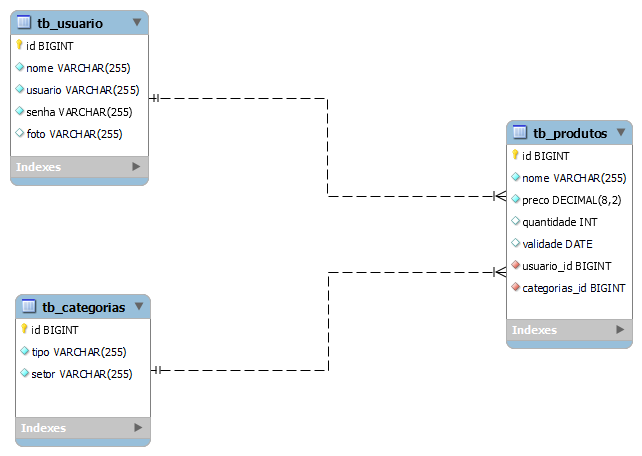 tb_usuario
id BIGINT
nome VARCHAR(255)
usuario VARCHAR(255)
senha VARCHAR(255)
foto VARCHAR(255)
Indexes
tb_produtos
id BIGINT
nome VARCHAR(255)
preco DECIMAL(8,2)
quantidade INT
validade DATE
usuario_id BIGINT
categorias_id BIGINT
Indexes
tb_categorias
id BIGINT
tipo VARCHAR(255)
setor VARCHAR(255)
Indexes